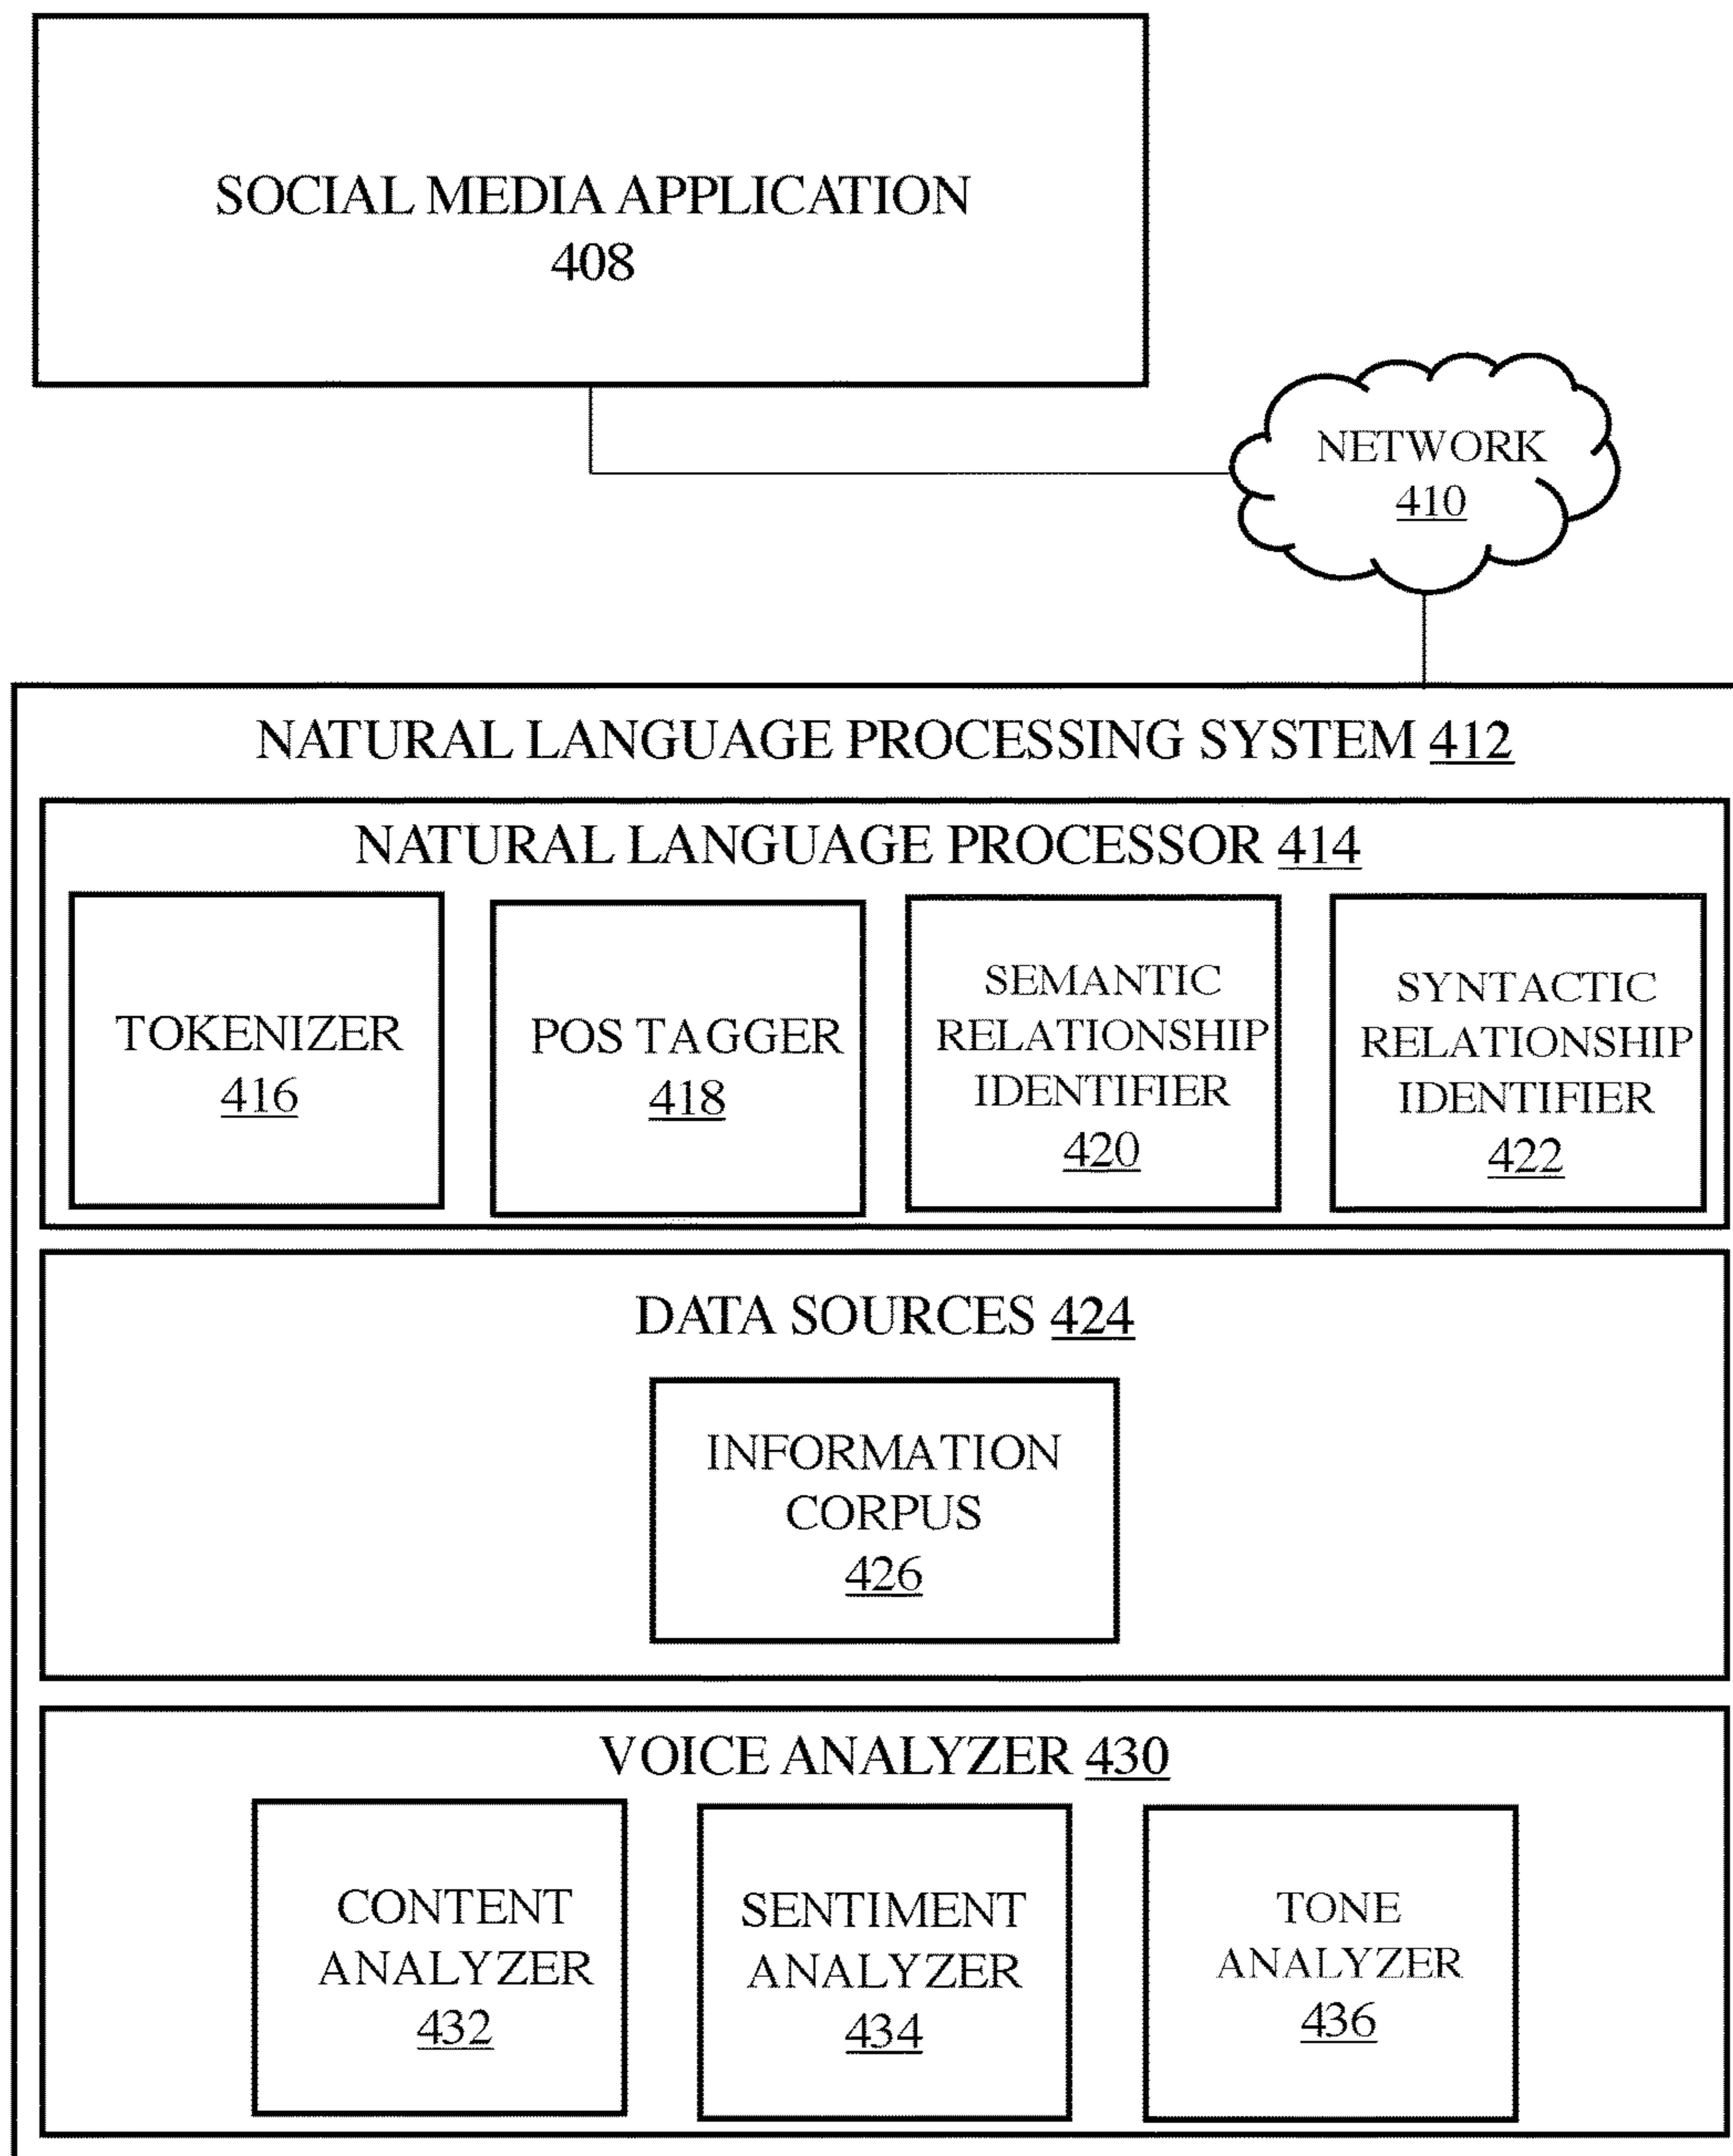 SOCIAL MEDIA APPLICATION
408
NETWORK
410
NATURAL LANGUAGE PROCESSING SYSTEM 412
NATURAL LANGUAGE PROCESSOR 414
TOKENIZER
416
POS TAGGER
418
SEMANTIC
RELATIONSHIP
IDENTIFIER
420
SYNTACTIC
RELATIONSHIP
IDENTIFIER
422
DATA SOURCES 424
INFORMATION
CORPUS
426
VOICE ANALYZER 430
CONTENT
ANALYZER
432
SENTIMENT
ANALYZER
434
TONE
ANALYZER
436